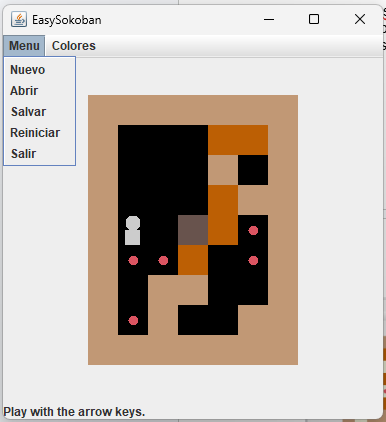 EasySokoban
Menu Colores
Nuevo
Abrir
Salvar
Reiniciar
Salir
Play with the arrow keys.